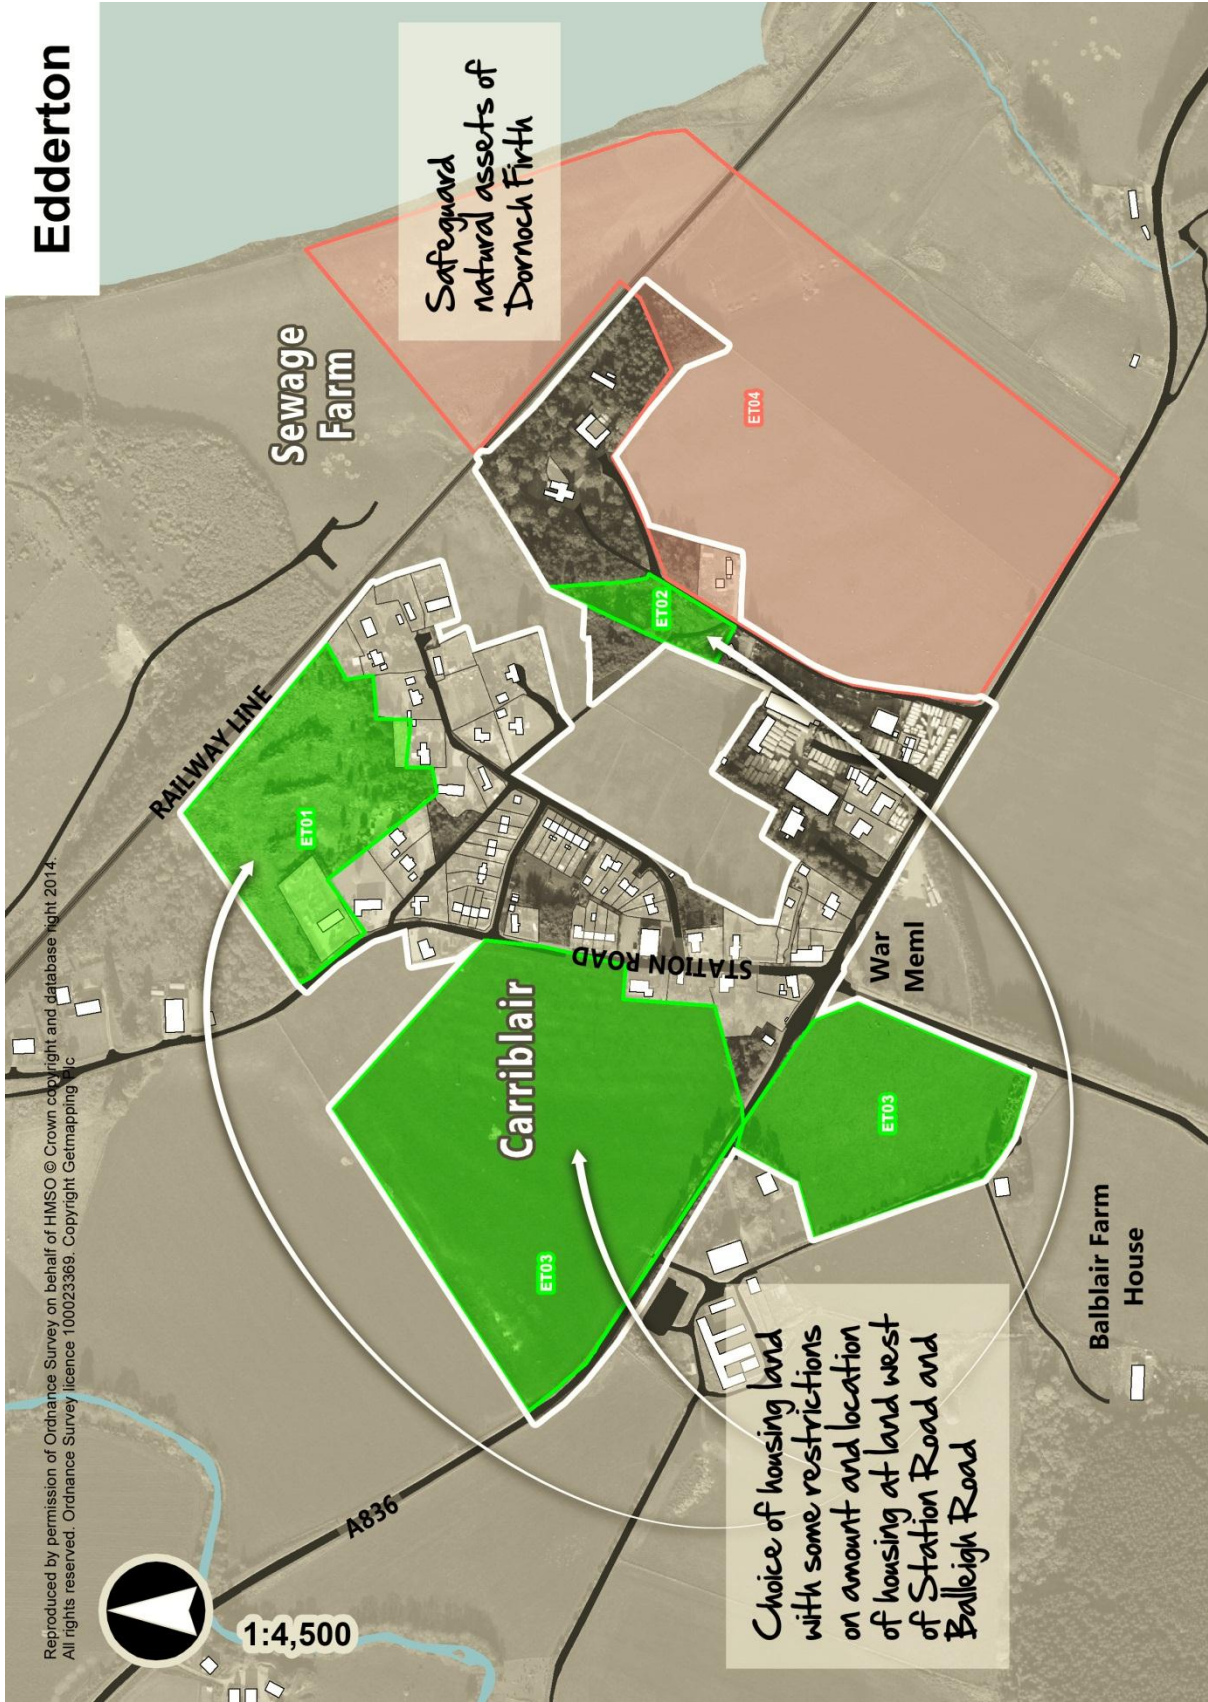 Edderton
Safeguard
natural assets of
Dornoch Firth
Sewage
Farm
RAILWAY LINE
ET01
ET02
ET04
STATION ROAD
Carriblair
ET03
ET03
War
Meml
A836
Balblair Farm
House
Choice of housing land
with some restrictions
on amount and location
of housing at land west
of Station Road and
Balleigh Road
1:4,500
Reproduced by permission of Ordnance Survey on behalf of HMSO © Crown copyright and database right 2014.
All rights reserved. Ordnance Survey licence 100023369. Copyright Getmapping Plc